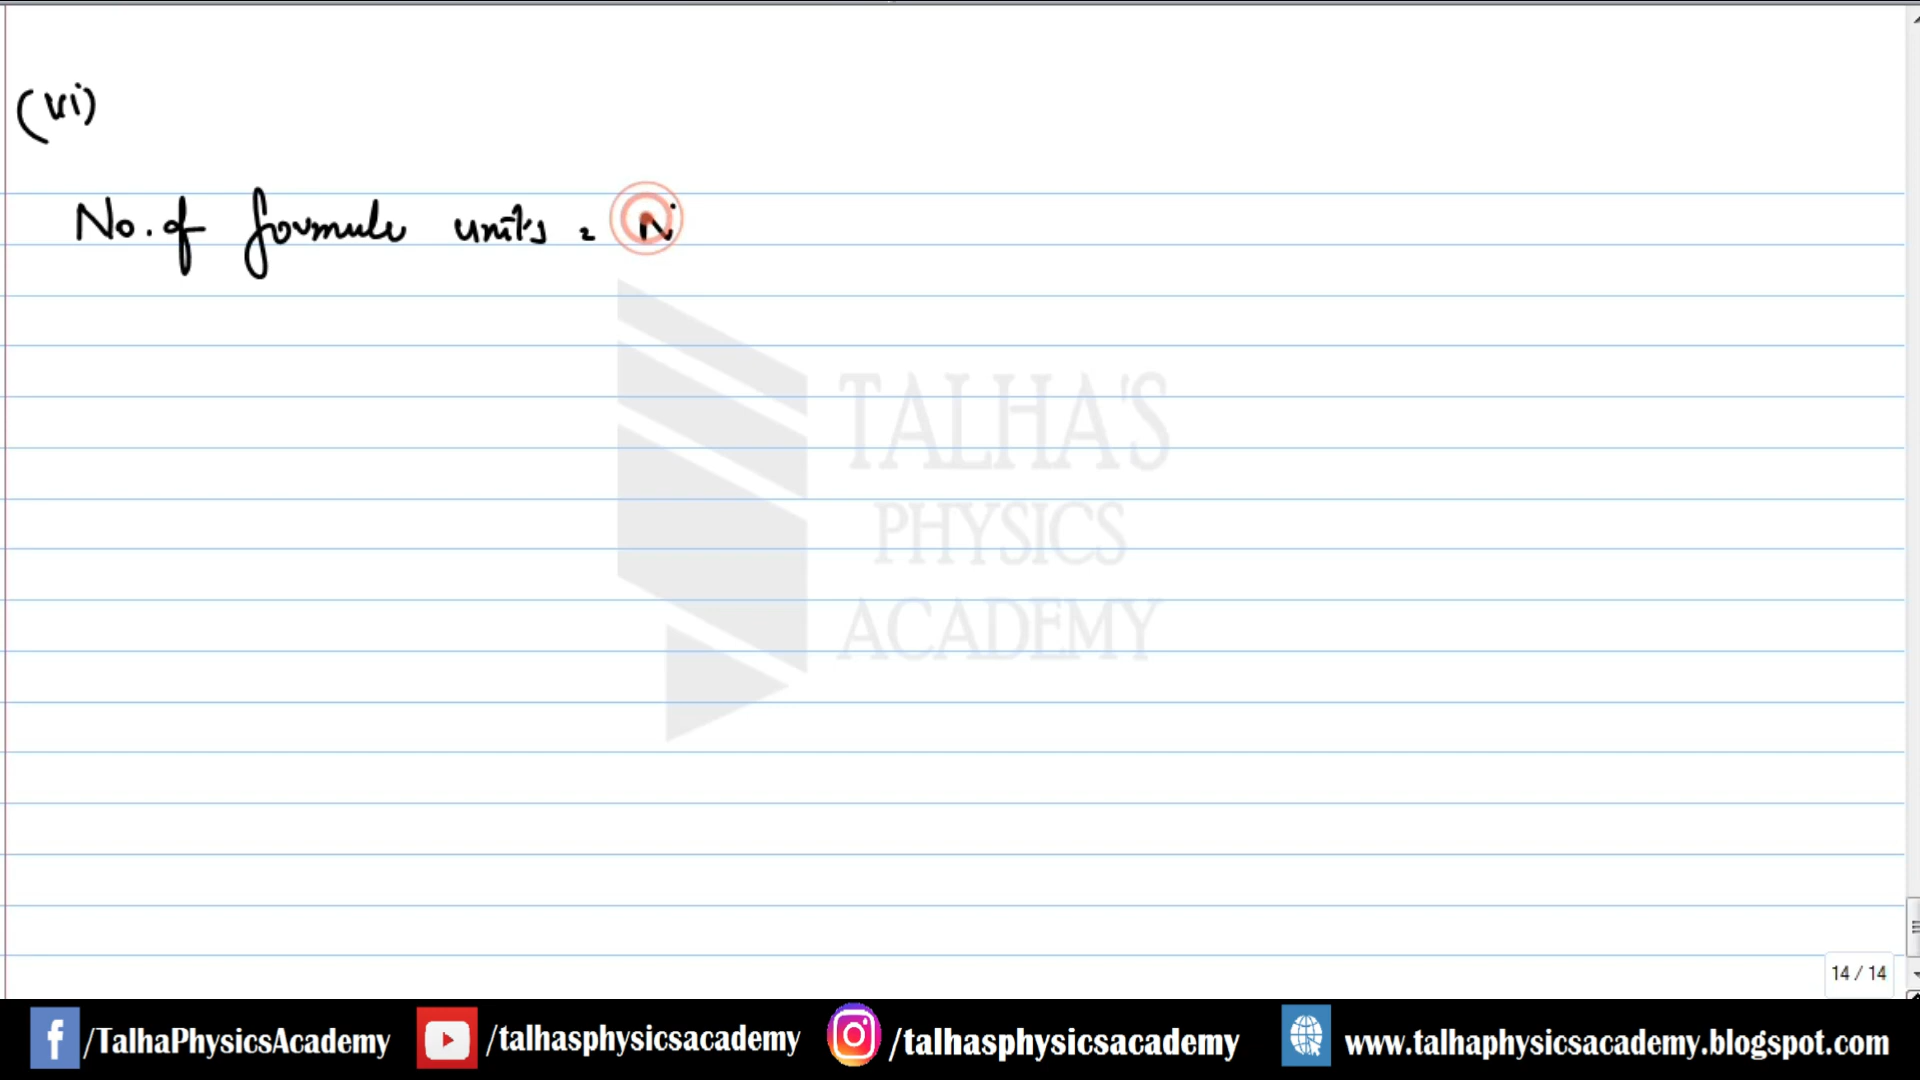 (vi)
No. of formula units = N
TALHA'S
PHYSICS
ACADEMY
14 / 14
/TalhaPhysicsAcademy /talhasphysicsacademy /talhasphysicsacademy www.talhaphysicsacademy.blogspot.com